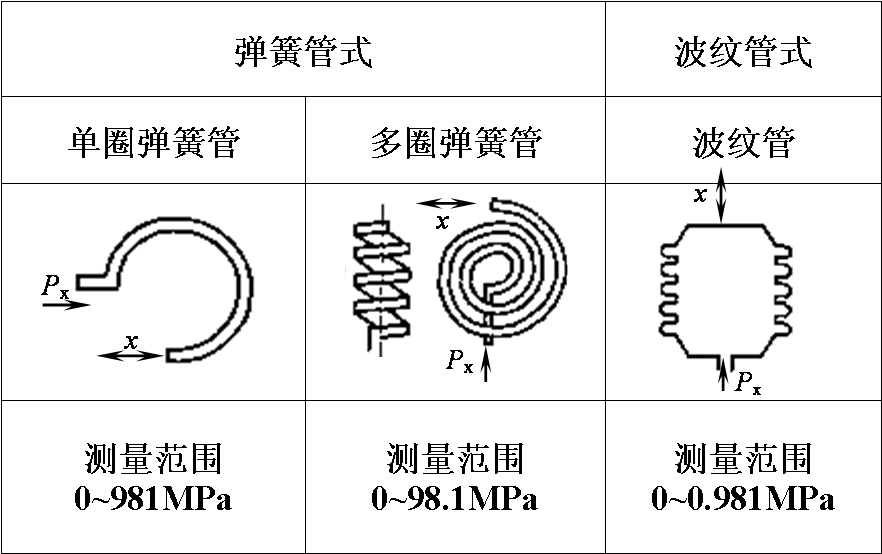 弹簧管式
波纹管式
单圈弹簧管
多圈弹簧管
波纹管
x
x
x
Px
Px
Px
测量范围
0~981MPa
测量范围
0~98.1MPa
测量范围
0~0.981MPa